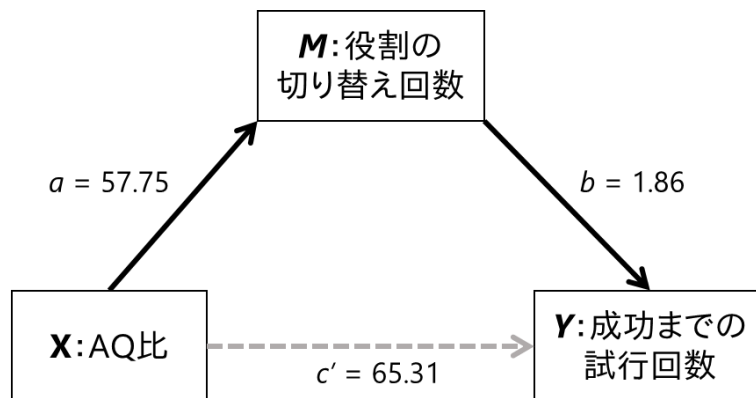 M：役割の
切り替え回数
a = 57.75
b = 1.86
X：AQ比
c′ = 65.31
Y：成功までの
試行回数